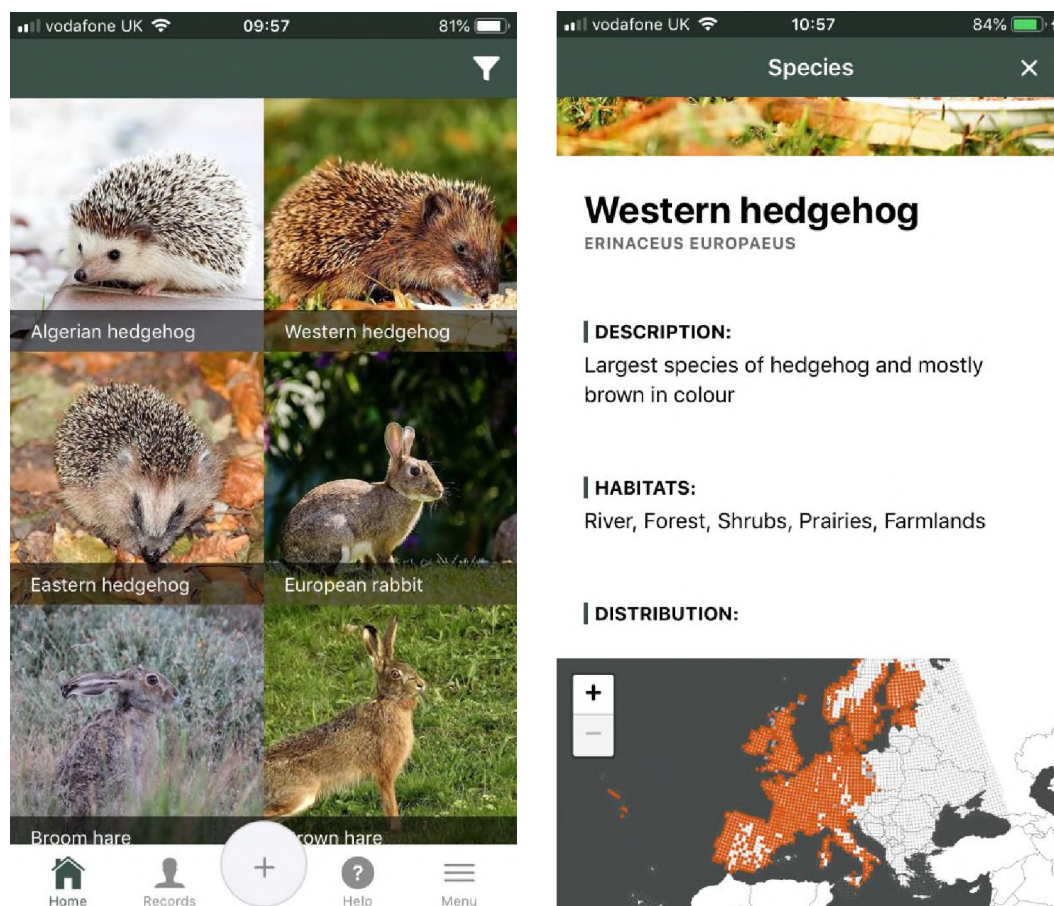 vodafone UK 09:57 81%
Algerian hedgehog
Western hedgehog
Eastern hedgehog
European rabbit
Broom hare
rown hare
+
?
Home
Records
Help
Menu
vodafone UK 10:57 84%
Species
Western hedgehog
ERINACEUS EUROPAEUS
DESCRIPTION:
Largest species of hedgehog and mostly
brown in colour
HABITATS:
River, Forest, Shrubs, Prairies, Farmlands
DISTRIBUTION:
+
−